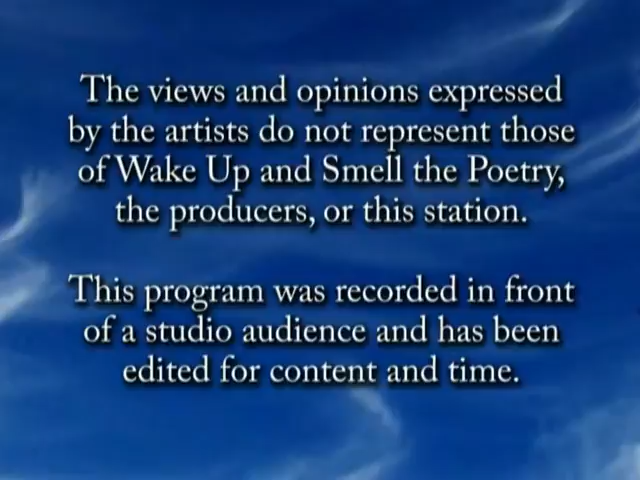 The views and opinions expressed
by the artists do not represent those
of Wake Up and Smell the Poetry,
the producers, or this station.
This program was recorded in front
of a studio audience and has been
edited for content and time.